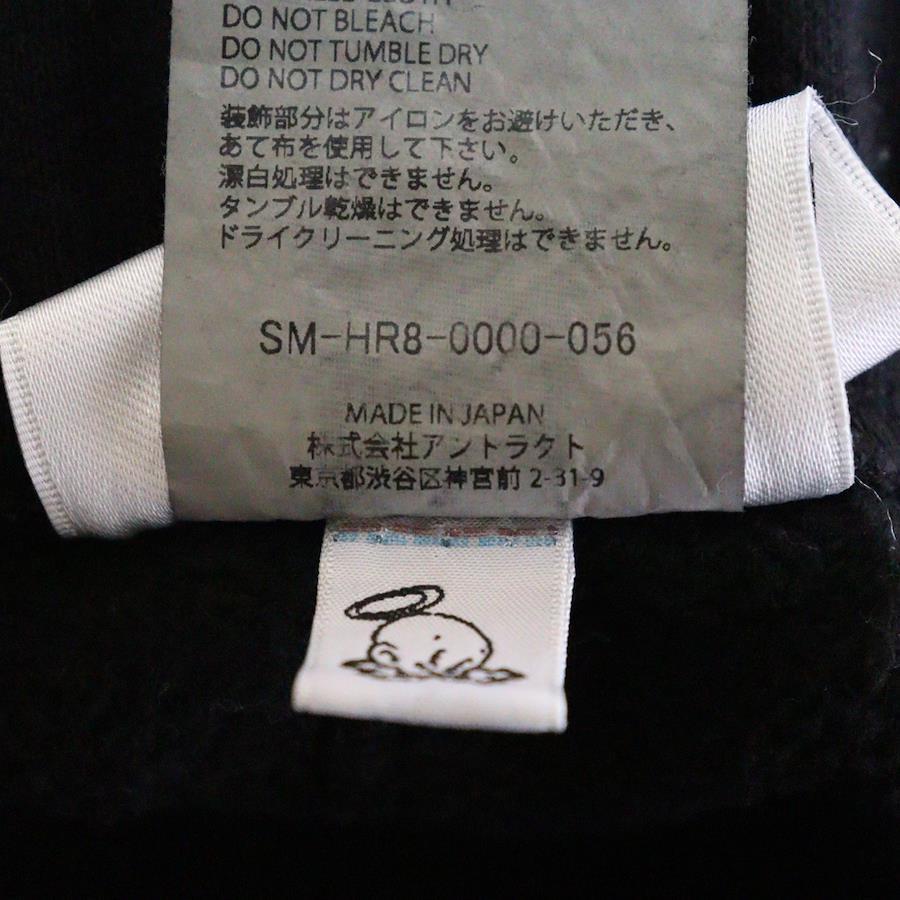 DO NOT BLEACH
DO NOT TUMBLE DRY
DO NOT DRY CLEAN
装飾部分はアイロンをお避けいただき、
あて布を使用して下さい。
漂白処理はできません。
タンブル乾燥はできません。
ドライクリーニング処理はできません。
SM-HR8-0000-056
MADE IN JAPAN
株式会社アントラクト
東京都渋谷区神宮前 2-31-9